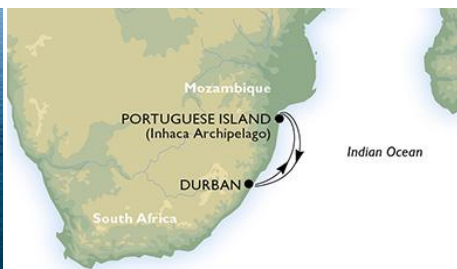 Mozambique
PORTUGUESE ISLAND
(Inhaca Archipelago)
Indian Ocean
DURBAN
South Africa